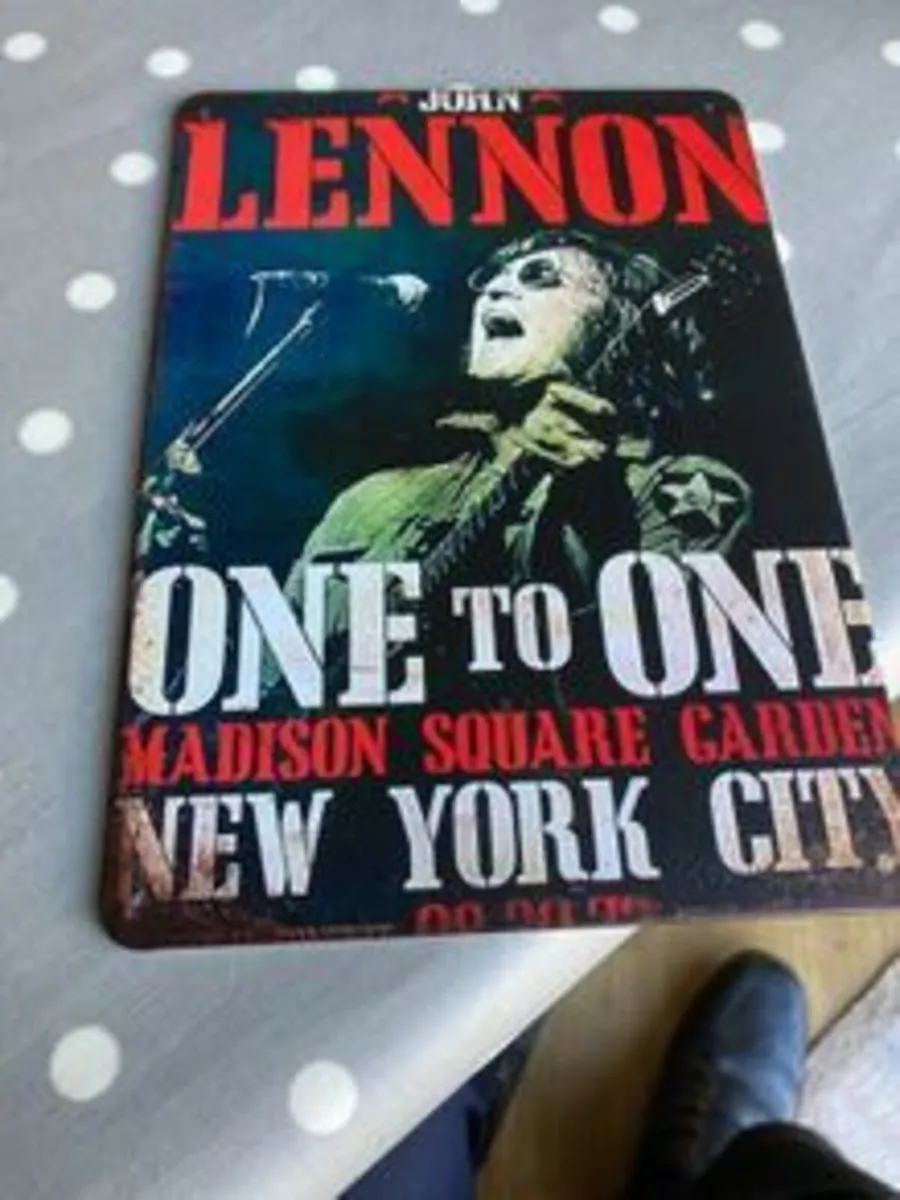 JOHN
LENNON
ONE TO ONE
MADISON SQUARE GARDEN
NEW YORK CITY